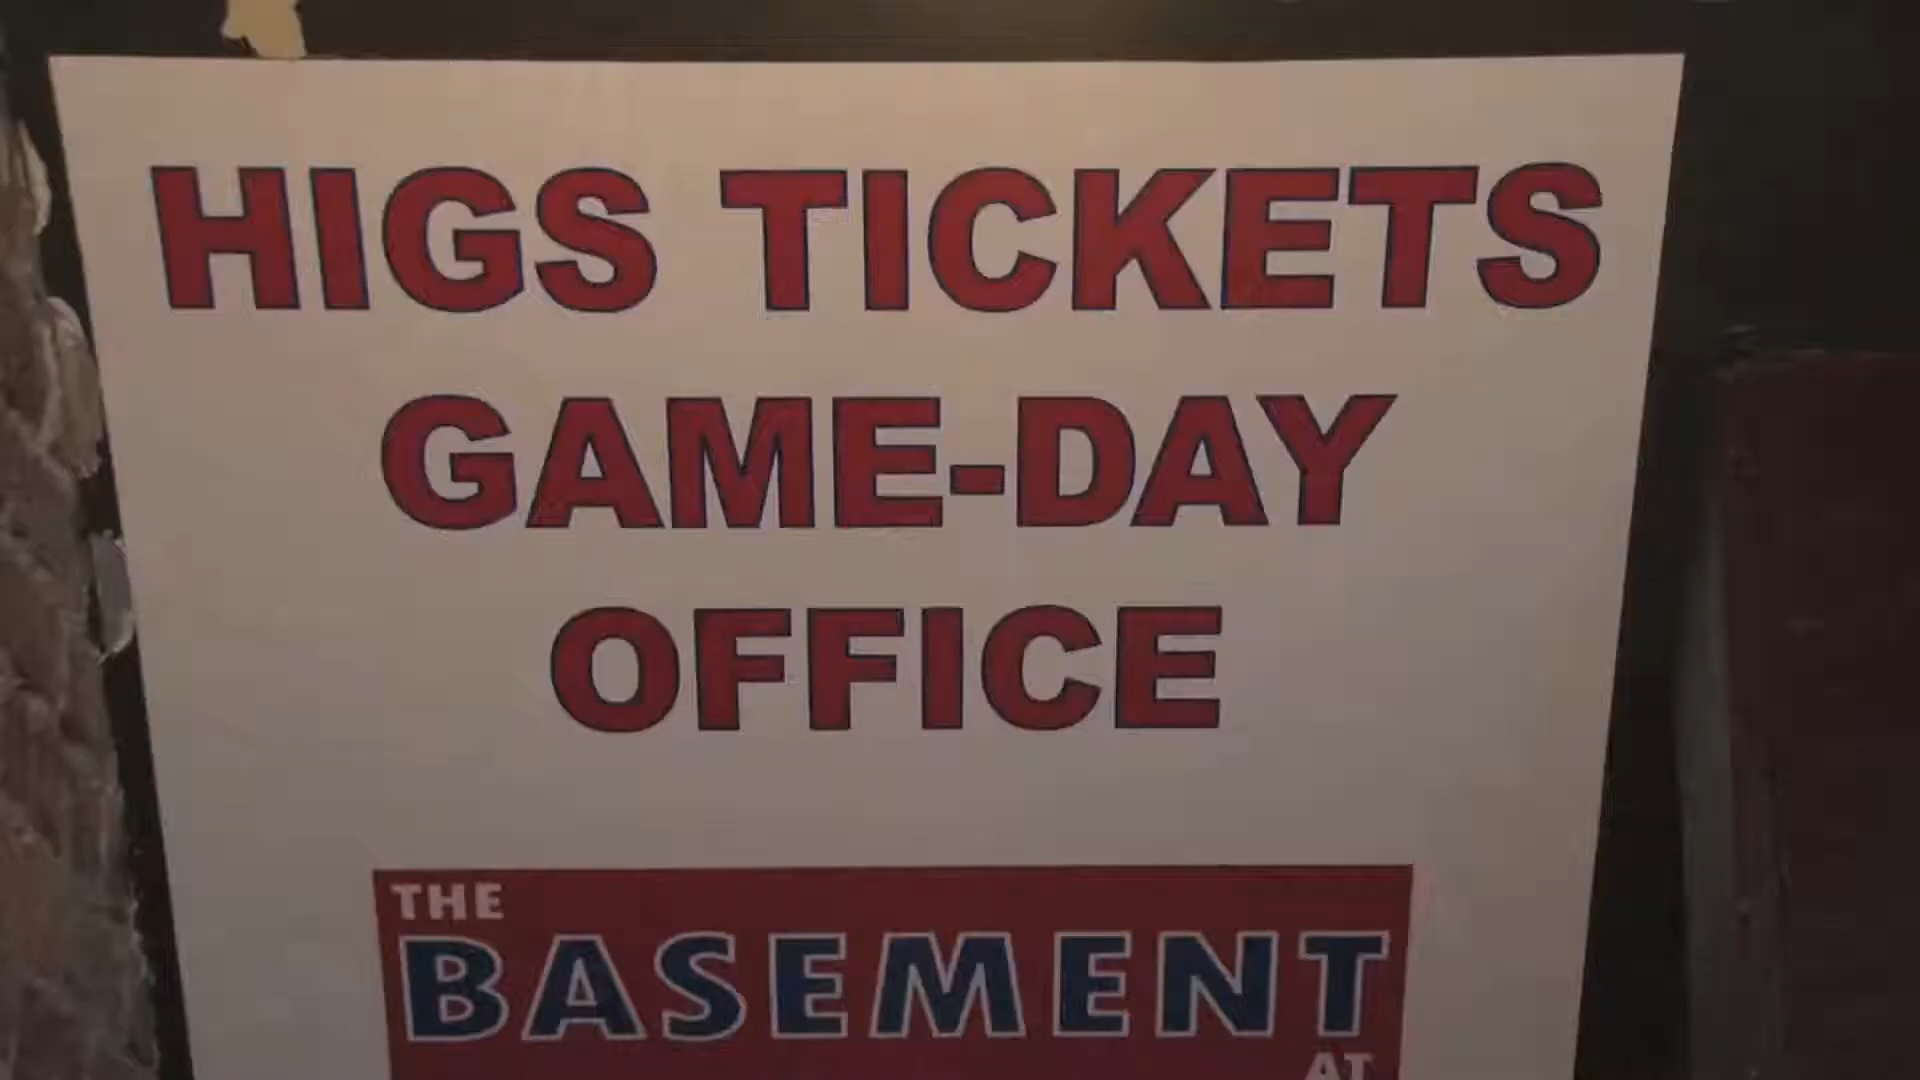 HIGS TICKETS
GAME-DAY
OFFICE
THE
BASEMENT
AT